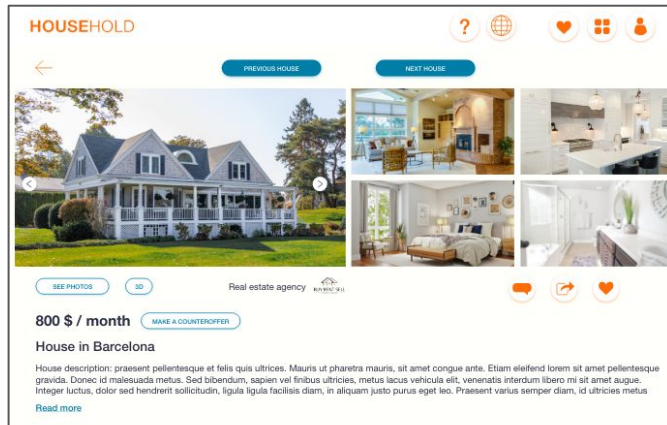 HOUSEHOLD
?
PREVIOUS HOUSE
NEXT HOUSE
SEE PHOTOS
3D
Real estate agency
BUY RENT SELL
800 $ / month
MAKE A COUNTEROFFER
House in Barcelona
House description: praesent pellentesque et felis quis ultrices. Mauris ut pharetra mauris, sit amet congue ante. Etiam eleifend lorem sit amet pellentesque
gravida. Donec id malesuada metus. Sed bibendum, sapien vel finibus ultricies, metus lacus vehicula elit, venenatis interdum libero mi sit amet augue.
Integer luctus, dolor sed hendrerit sollicitudin, ligula ligula facilisis diam, in aliquam justo purus eget leo. Praesent varius semper diam, id ultricies metus
Read more